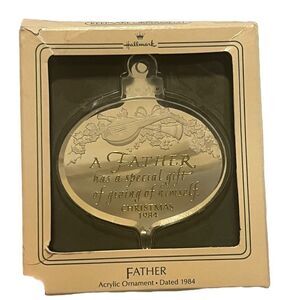 Hallmark
A FATHER
has a special gift
of giving of himself
CHRISTMAS
1984
FATHER
Acrylic Ornament • Dated 1984